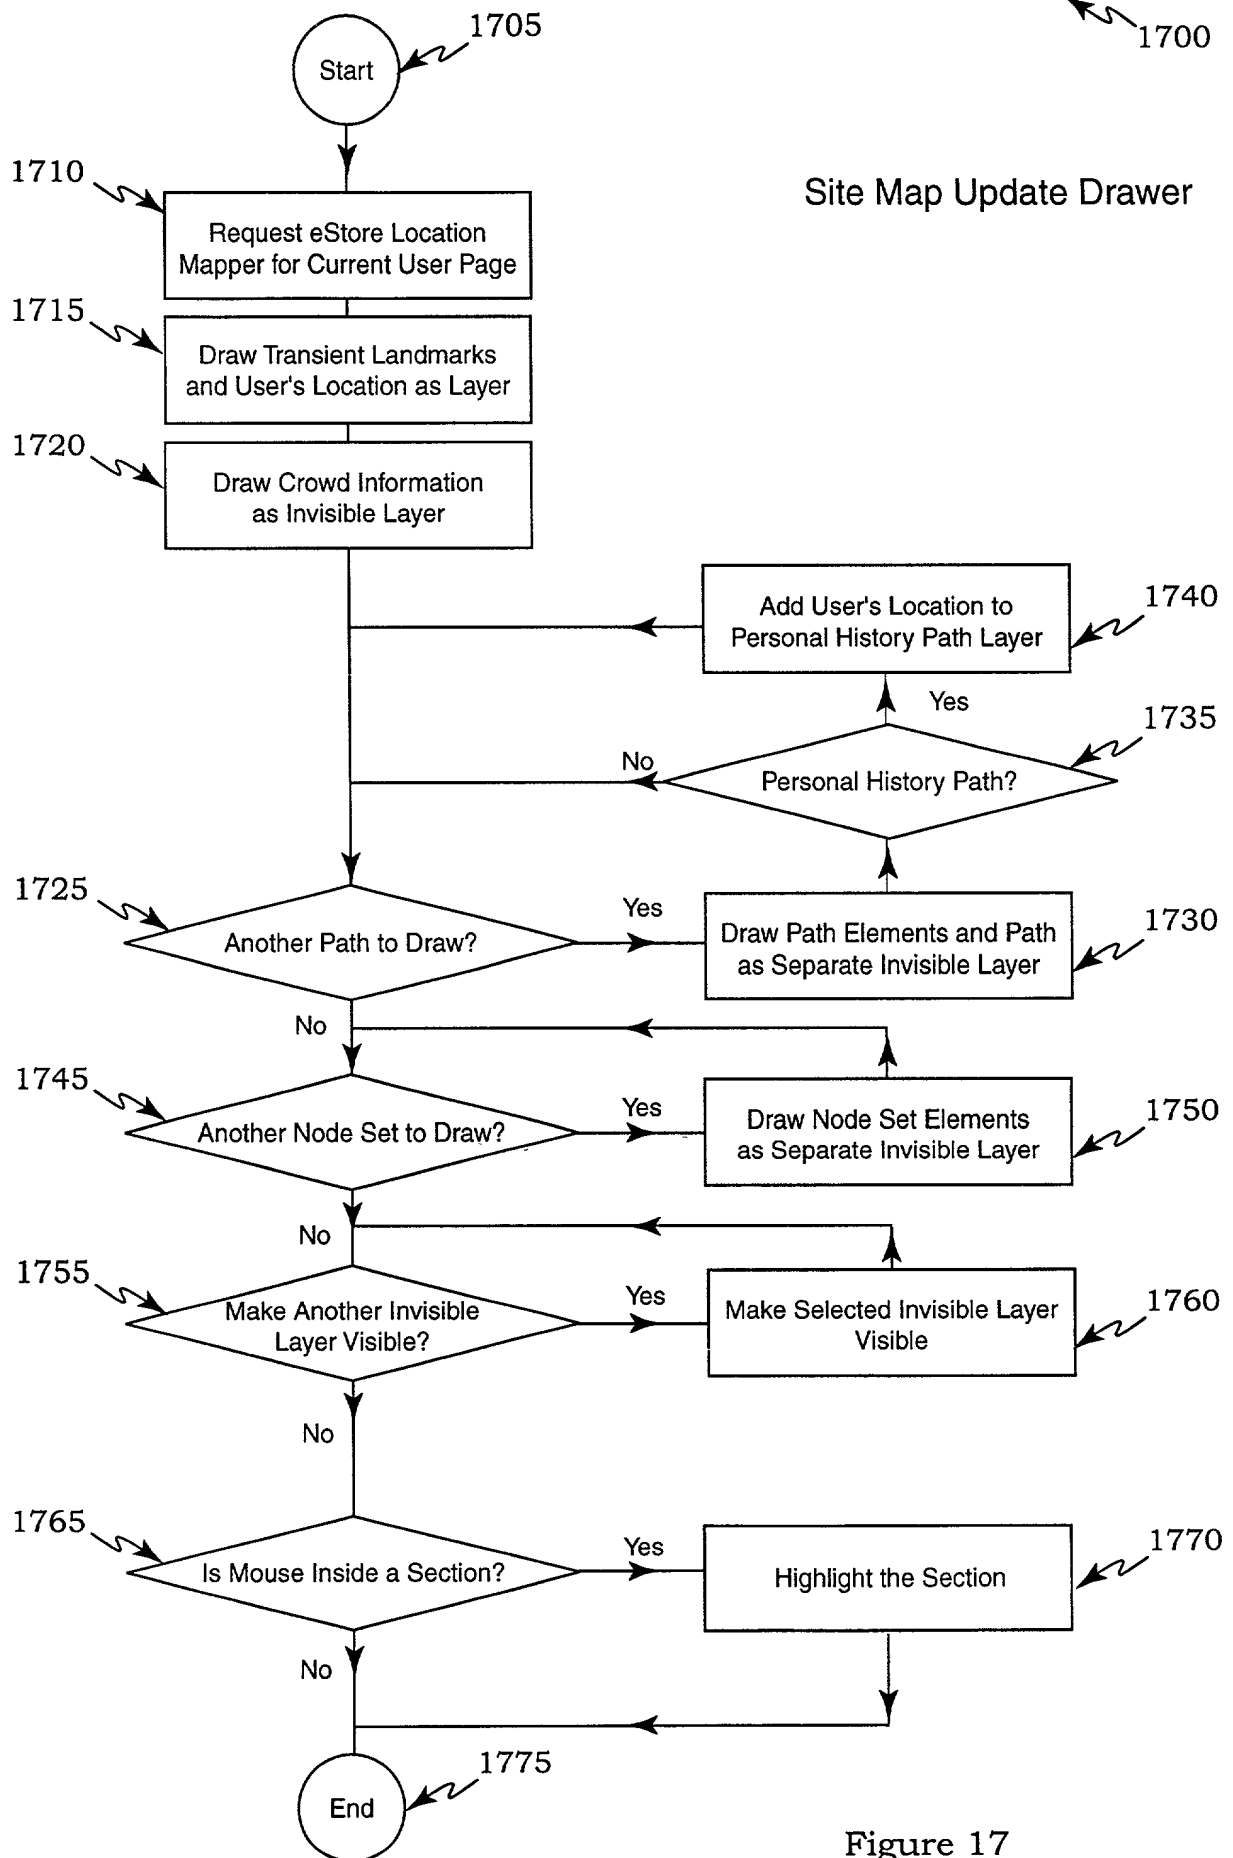 1705
1700
Start
1710
Site Map Update Drawer
Request eStore Location
Mapper for Current User Page
1715
Draw Transient Landmarks
and User's Location as Layer
1720
Draw Crowd Information
as Invisible Layer
1740
Add User's Location to
Personal History Path Layer
Yes
1735
No
Personal History Path?
1725
Another Path to Draw?
Yes
1730
Draw Path Elements and Path
as Separate Invisible Layer
No
1745
Another Node Set to Draw?
Yes
1750
Draw Node Set Elements
as Separate Invisible Layer
No
1755
Make Another Invisible
Layer Visible?
Yes
1760
Make Selected Invisible Layer
Visible
No
1765
Is Mouse Inside a Section?
Yes
1770
Highlight the Section
No
1775
End
Figure 17